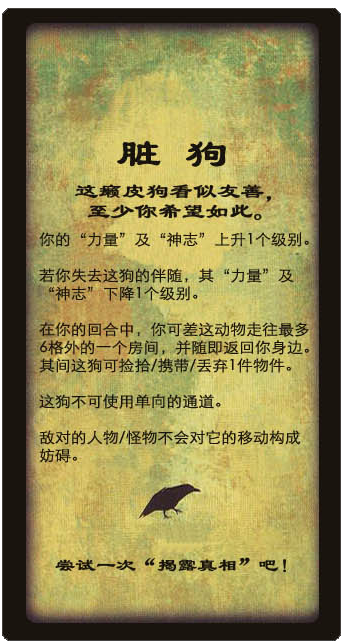 脏 狗
这癞皮狗看似友善，
至少你希望如此。
你的“力量”及“神志”上升1个级别。
若你失去这狗的伴随，其“力量”及
“神志”下降1个级别。
在你的回合中，你可差这动物走往最多
6格外的一个房间，并随即返回你身边。
其间这狗可捡拾/携带/丢弃1件物件。
这狗不可使用单向的通道。
敌对的人物/怪物不会对它的移动构成
妨碍。
尝试一次“揭露真相”吧！